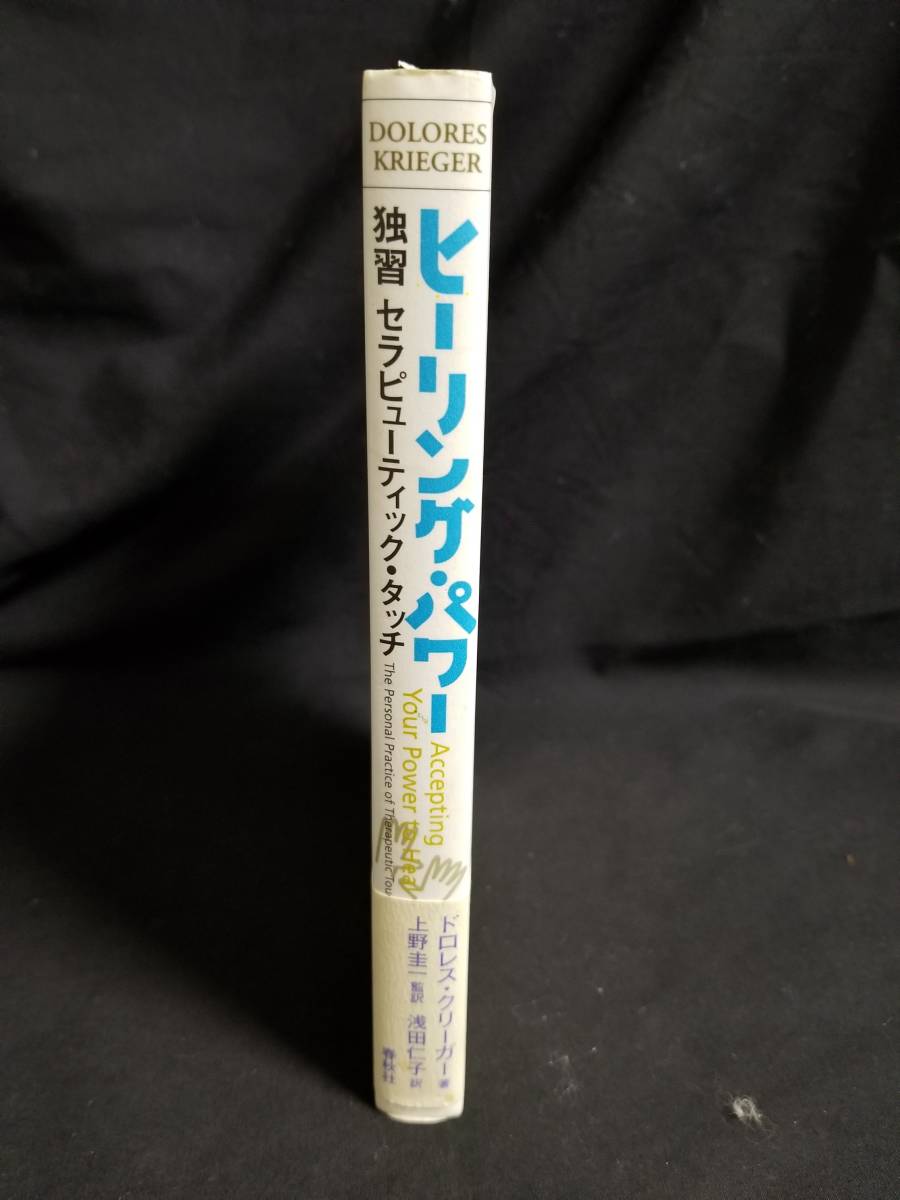 DOLORES
KRIEGER
ヒーリング・パワー
独習 セラピューティック・タッチ
Accepting
Your Power to Heal
The Personal Practice of Therapeutic Tou
ドロレス・クリーガー 著
上野圭一 監訳 浅田仁子 訳
春秋社